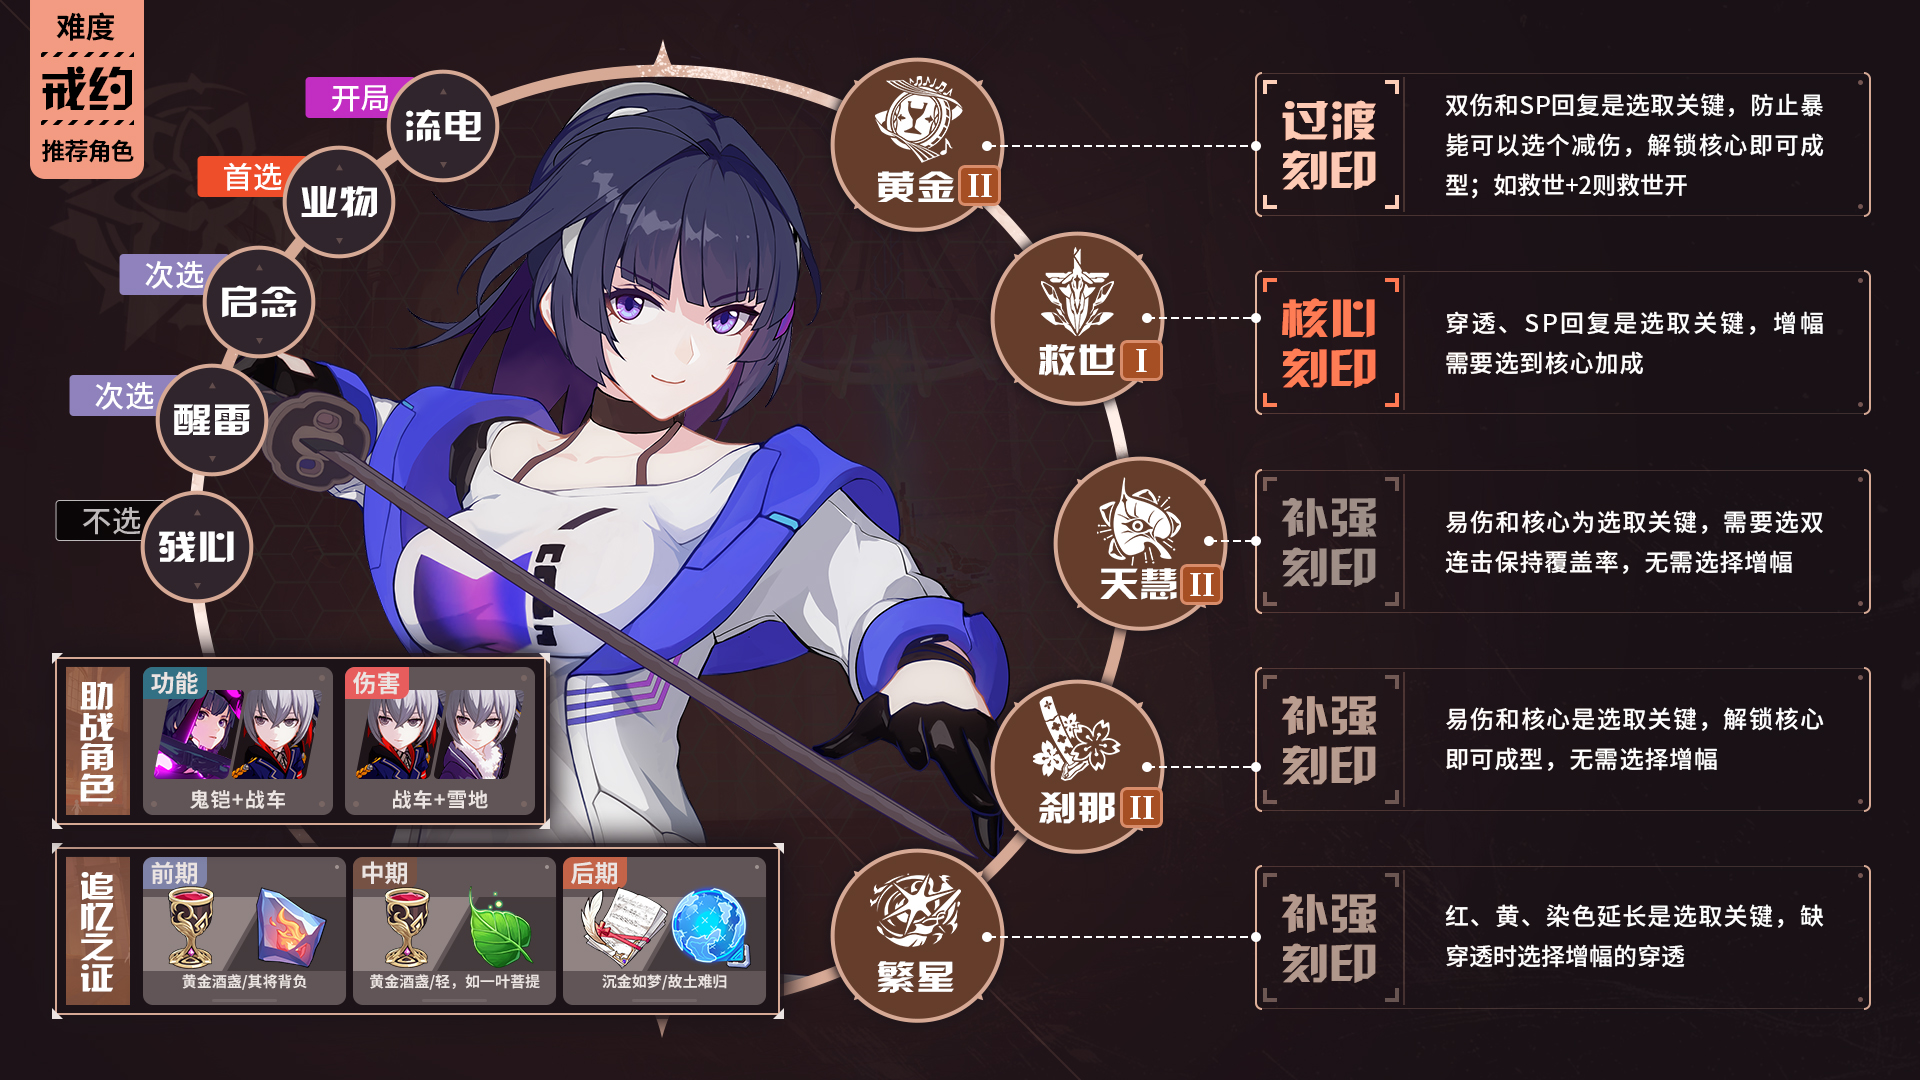 难度
戒约
推荐角色
开局
流电
首选
业物
次选
启念
次选
醒雷
不选
残心
黄金 II
救世 I
天慧 II
刹那 II
繁星
过渡
刻印
双伤和SP回复是选取关键，防止暴
毙可以选个减伤，解锁核心即可成
型；如救世+2则救世开
核心
刻印
穿透、SP回复是选取关键，增幅
需要选到核心加成
补强
刻印
易伤和核心为选取关键，需要选双
连击保持覆盖率，无需选择增幅
补强
刻印
易伤和核心是选取关键，解锁核心
即可成型，无需选择增幅
补强
刻印
红、黄、染色延长是选取关键，缺
穿透时选择增幅的穿透
助战角色
功能
鬼铠+战车
伤害
战车+雪地
追忆之证
前期
黄金酒盏/其将背负
中期
黄金酒盏/轻，如一叶菩提
后期
沉金如梦/故土难归